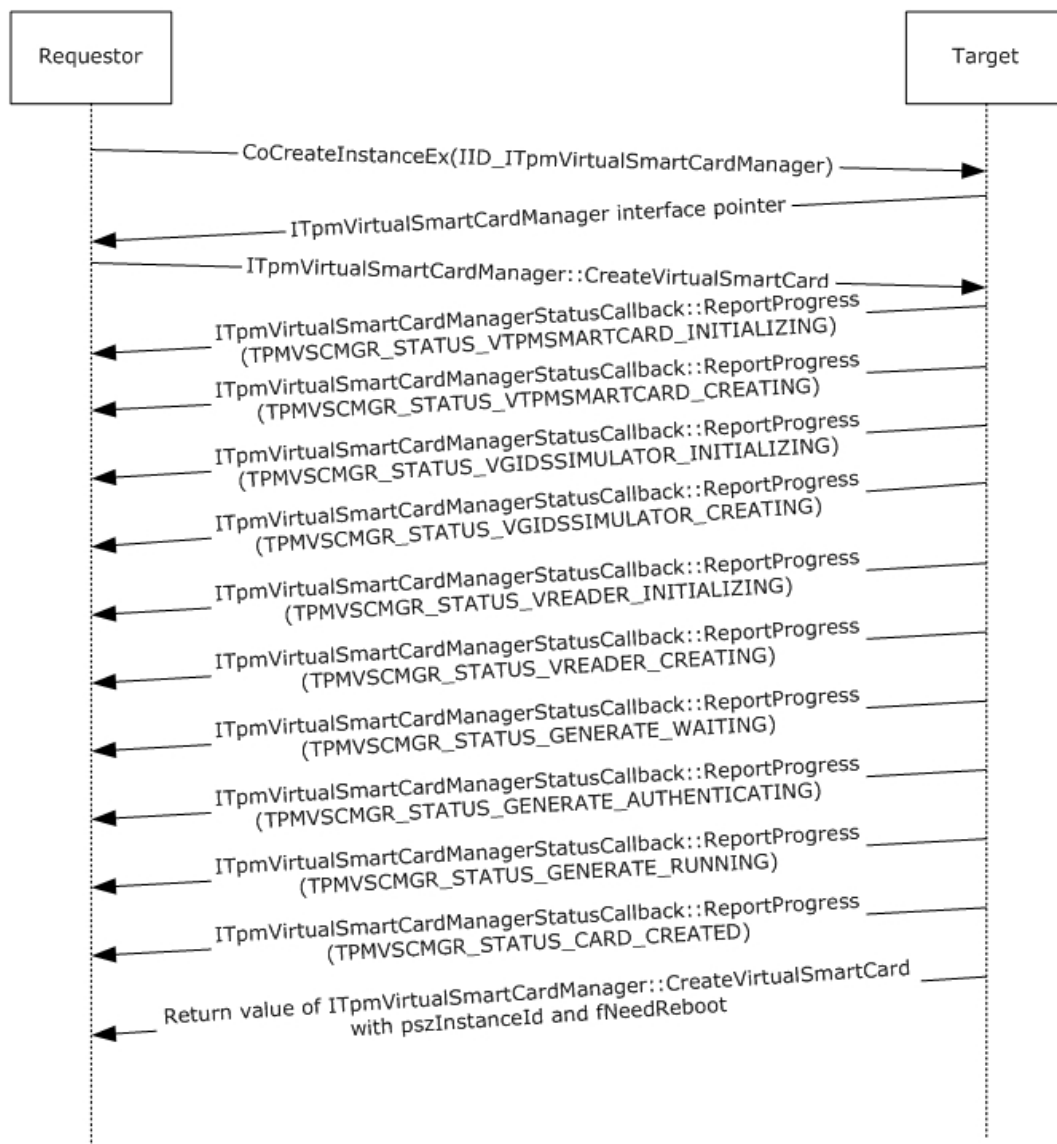 Requestor
Target
CoCreateInstanceEx(IID_ITpmVirtualSmartCardManager)
ITpmVirtualSmartCardManager interface pointer
ITpmVirtualSmartCardManager::CreateVirtualSmartCard
ITpmVirtualSmartCardManagerStatusCallback::ReportProgress
(TPMVSCMGR_STATUS_VTPMSMARTCARD_INITIALIZING)
ITpmVirtualSmartCardManagerStatusCallback::ReportProgress
(TPMVSCMGR_STATUS_VTPMSMARTCARD_CREATING)
ITpmVirtualSmartCardManagerStatusCallback::ReportProgress
(TPMVSCMGR_STATUS_VGIDSSIMULATOR_INITIALIZING)
ITpmVirtualSmartCardManagerStatusCallback::ReportProgress
(TPMVSCMGR_STATUS_VGIDSSIMULATOR_CREATING)
ITpmVirtualSmartCardManagerStatusCallback::ReportProgress
(TPMVSCMGR_STATUS_VREADER_INITIALIZING)
ITpmVirtualSmartCardManagerStatusCallback::ReportProgress
(TPMVSCMGR_STATUS_VREADER_CREATING)
ITpmVirtualSmartCardManagerStatusCallback::ReportProgress
(TPMVSCMGR_STATUS_GENERATE_WAITING)
ITpmVirtualSmartCardManagerStatusCallback::ReportProgress
(TPMVSCMGR_STATUS_GENERATE_AUTHENTICATING)
ITpmVirtualSmartCardManagerStatusCallback::ReportProgress
(TPMVSCMGR_STATUS_GENERATE_RUNNING)
ITpmVirtualSmartCardManagerStatusCallback::ReportProgress
(TPMVSCMGR_STATUS_CARD_CREATED)
Return value of ITpmVirtualSmartCardManager::CreateVirtualSmartCard
with pszInstanceId and fNeedReboot